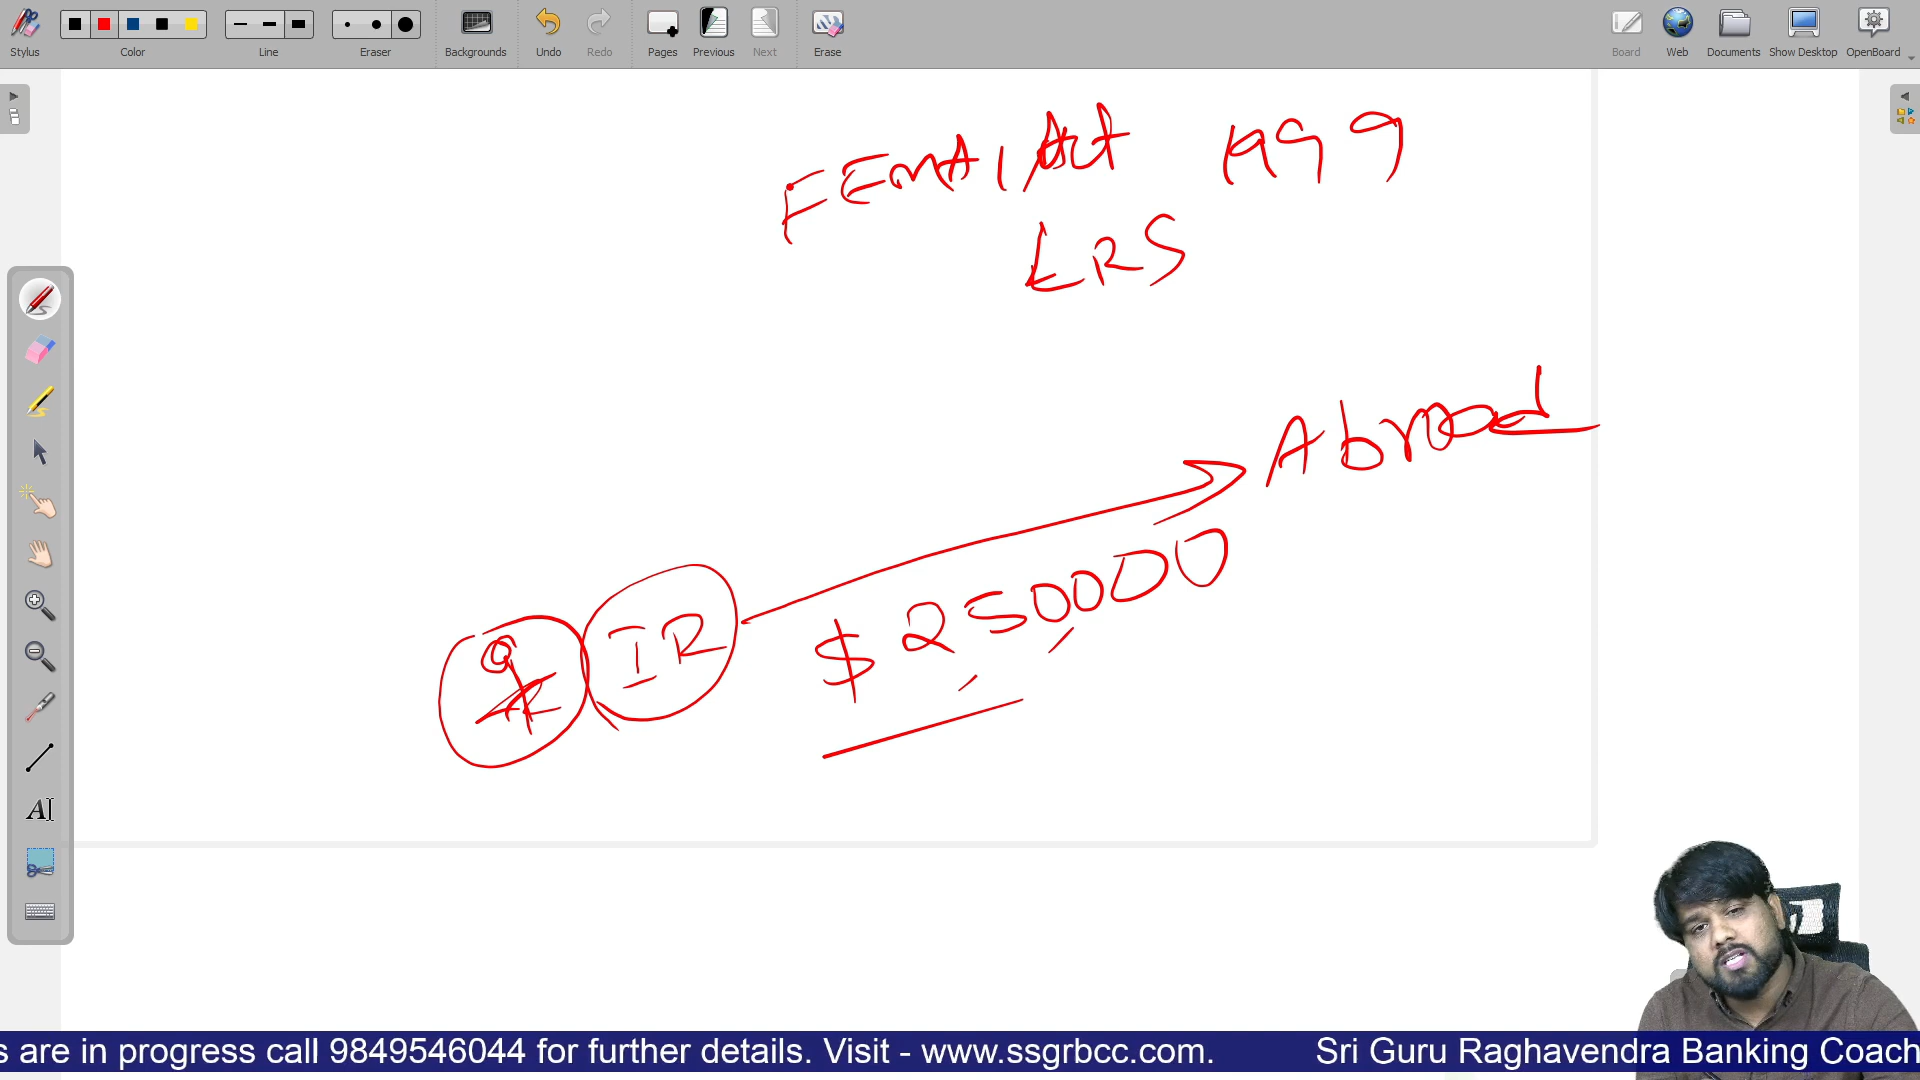 Stylus Color Line Eraser Backgrounds Undo Redo Pages Previous Next Erase Board Web Documents Show Desktop OpenBoard
FEMA, Act 1999
LRS
Abroad
IR
$ 250000
s are in progress call 9849546044 for further details. Visit - www.ssgrbcc.com. Sri Guru Raghavendra Banking Coach